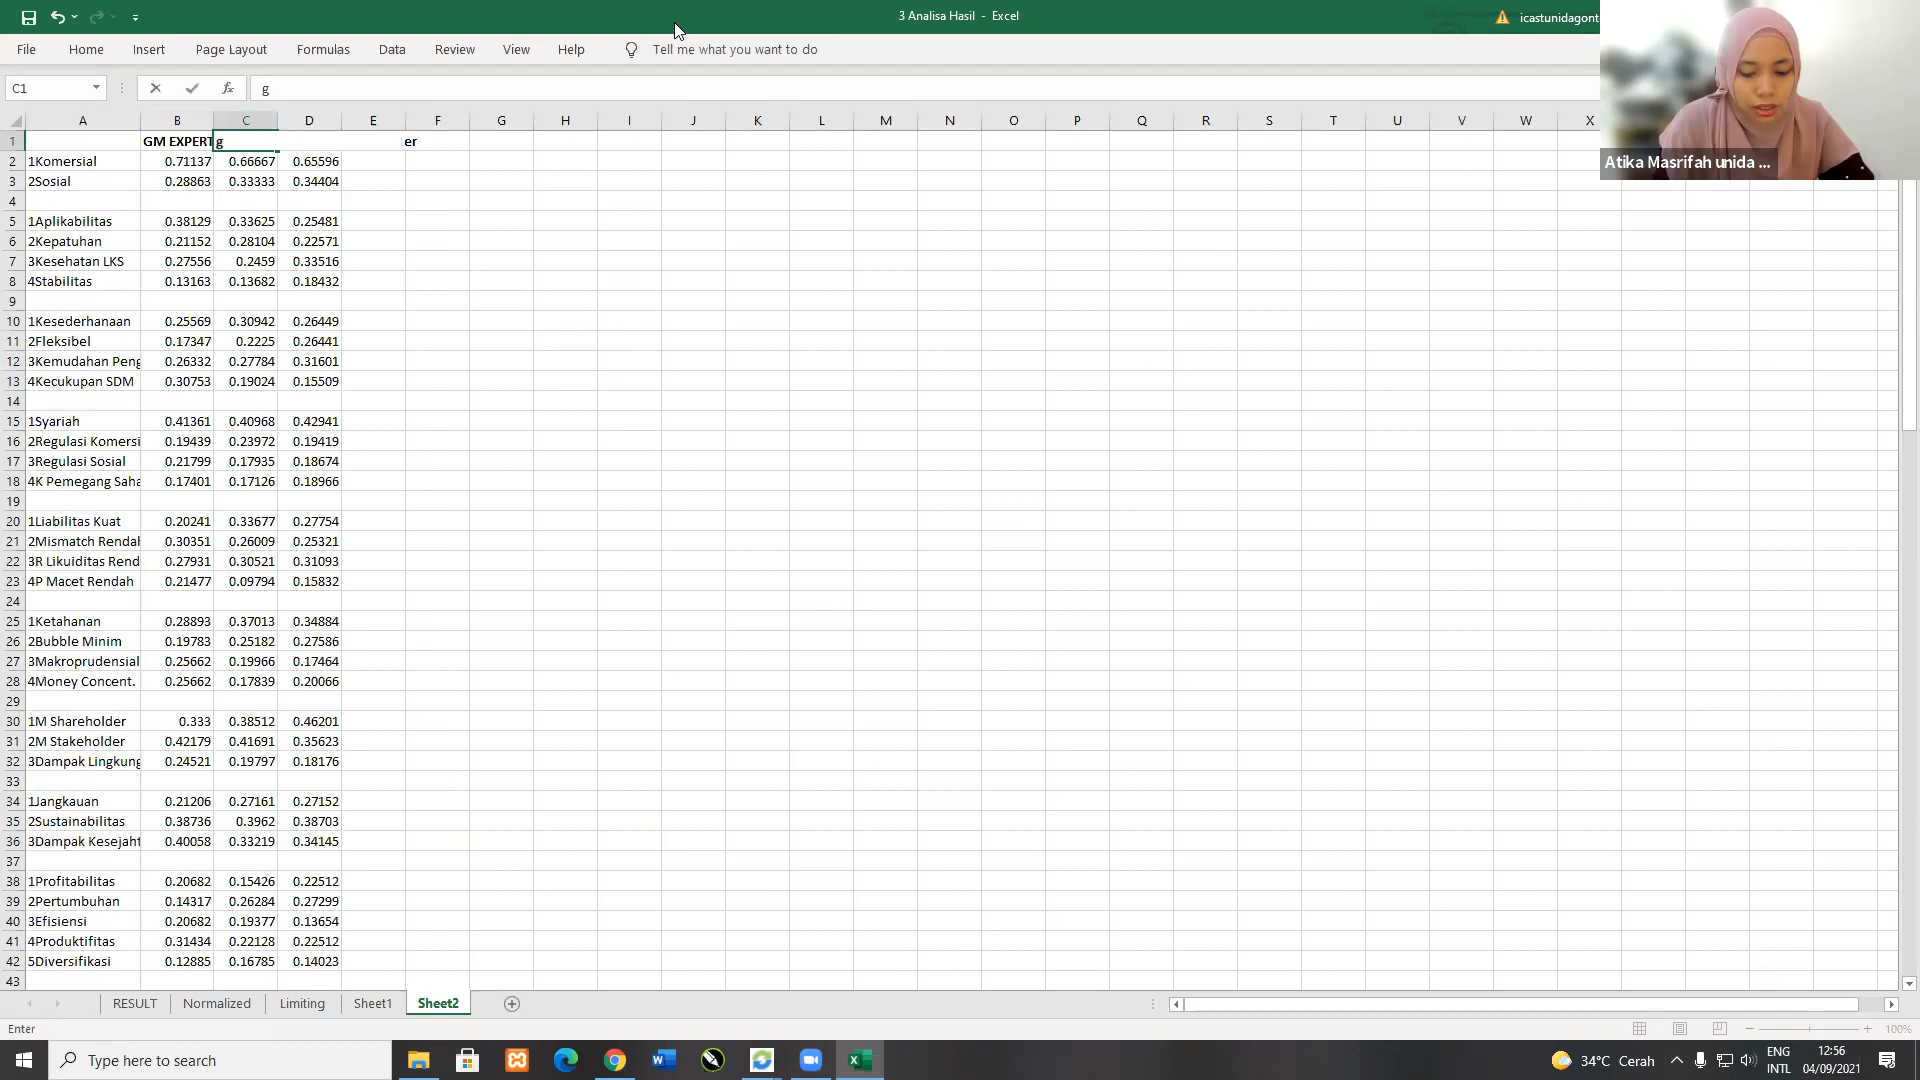 3 Analisa Hasil - Excel
icastunidagont
File Home Insert Page Layout Formulas Data Review View Help Tell me what you want to do
C1 fx g
A B C D E F G H I J K L M N O P Q R S T U V W X
Atika Masrifah unida ...
1 GM EXPERT g er
2 1Komersial 0.71137 0.66667 0.65596
3 2Sosial 0.28863 0.33333 0.34404
4
5 1Aplikabilitas 0.38129 0.33625 0.25481
6 2Kepatuhan 0.21152 0.28104 0.22571
7 3Kesehatan LKS 0.27556 0.2459 0.33516
8 4Stabilitas 0.13163 0.13682 0.18432
9
10 1Kesederhanaan 0.25569 0.30942 0.26449
11 2Fleksibel 0.17347 0.2225 0.26441
12 3Kemudahan Peng 0.26332 0.27784 0.31601
13 4Kecukupan SDM 0.30753 0.19024 0.15509
14
15 1Syariah 0.41361 0.40968 0.42941
16 2Regulasi Komersi 0.19439 0.23972 0.19419
17 3Regulasi Sosial 0.21799 0.17935 0.18674
18 4K Pemegang Saha 0.17401 0.17126 0.18966
19
20 1Liabilitas Kuat 0.20241 0.33677 0.27754
21 2Mismatch Rendah 0.30351 0.26009 0.25321
22 3R Likuiditas Rend 0.27931 0.30521 0.31093
23 4P Macet Rendah 0.21477 0.09794 0.15832
24
25 1Ketahanan 0.28893 0.37013 0.34884
26 2Bubble Minim 0.19783 0.25182 0.27586
27 3Makroprudensial 0.25662 0.19966 0.17464
28 4Money Concent. 0.25662 0.17839 0.20066
29
30 1M Shareholder 0.333 0.38512 0.46201
31 2M Stakeholder 0.42179 0.41691 0.35623
32 3Dampak Lingkung 0.24521 0.19797 0.18176
33
34 1Jangkauan 0.21206 0.27161 0.27152
35 2Sustainabilitas 0.38736 0.3962 0.38703
36 3Dampak Kesejaht 0.40058 0.33219 0.34145
37
38 1Profitabilitas 0.20682 0.15426 0.22512
39 2Pertumbuhan 0.14317 0.26284 0.27299
40 3Efisiensi 0.20682 0.19377 0.13654
41 4Produktifitas 0.31434 0.22128 0.22512
42 5Diversifikasi 0.12885 0.16785 0.14023
43
RESULT Normalized Limiting Sheet1 Sheet2
Enter 100%
Type here to search 34°C Cerah ENG 12:56
INTL 04/09/2021